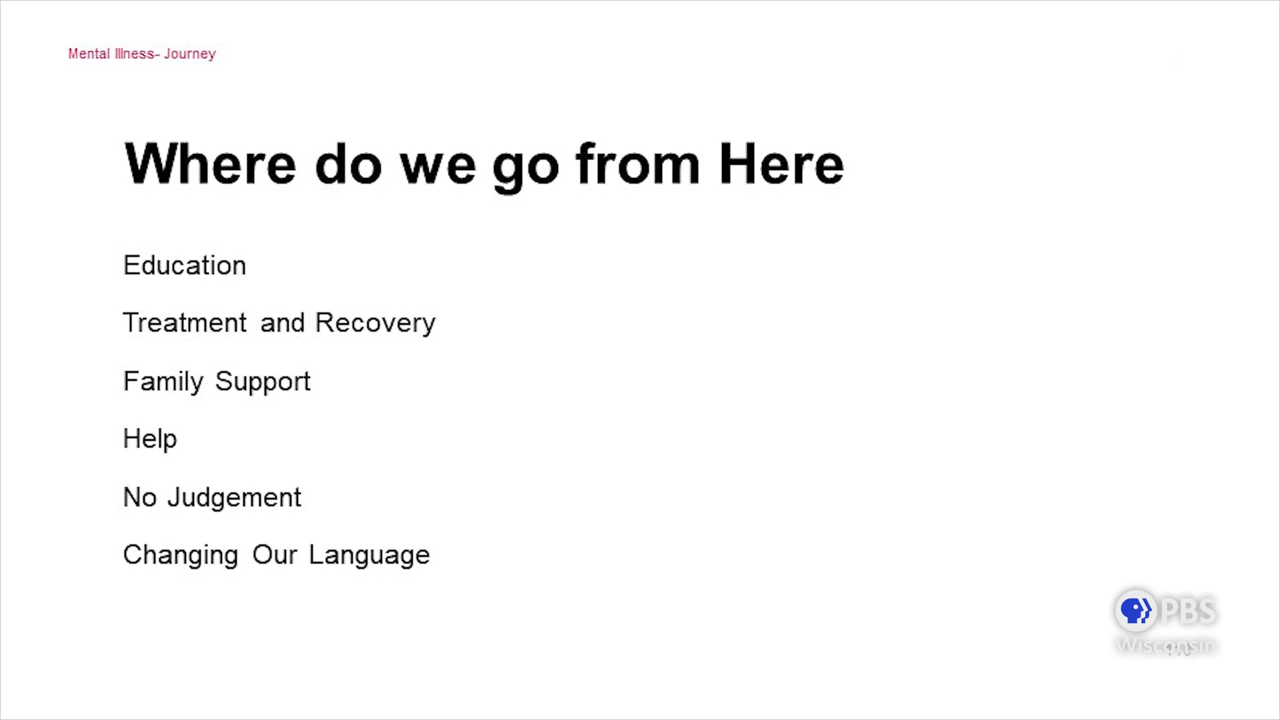 Mental Illness- Journey
Where do we go from Here
Education
Treatment and Recovery
Family Support
Help
No Judgement
Changing Our Language
PBS
Wisconsin